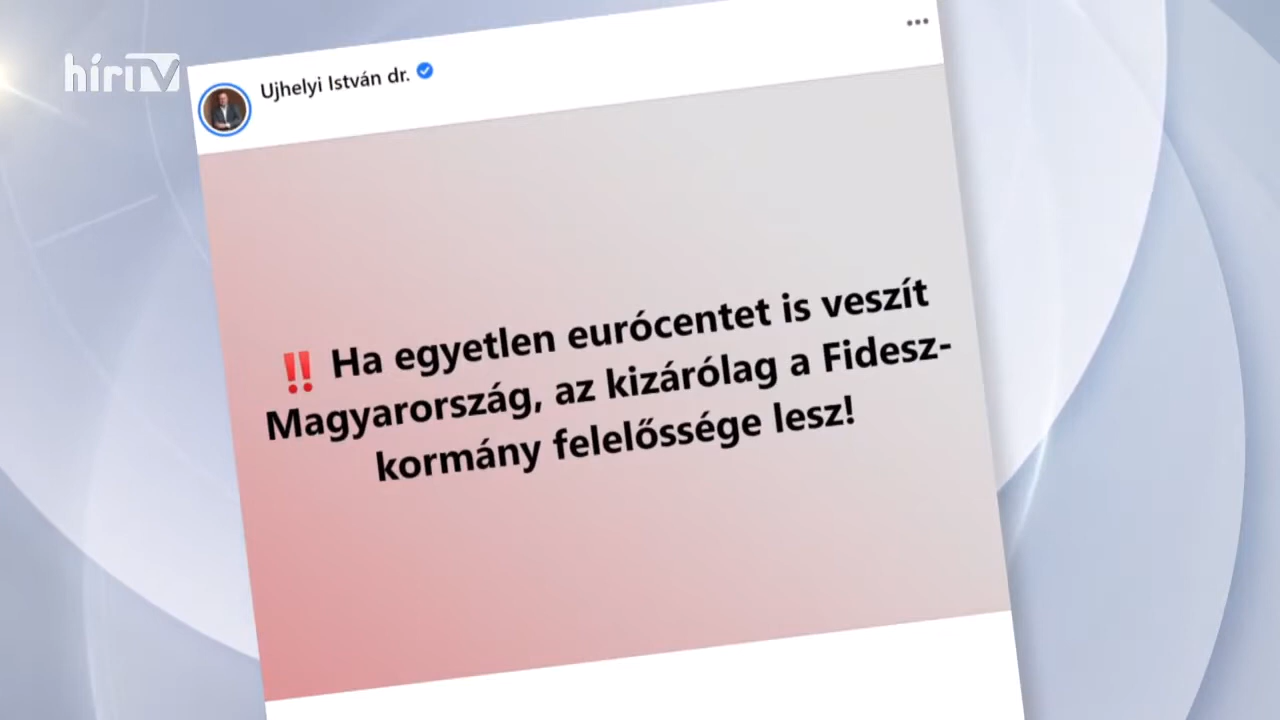 hírTV
Ujhelyi István dr.
‼ Ha egyetlen eurócentet is veszít
Magyarország, az kizárólag a Fidesz-
kormány felelőssége lesz!